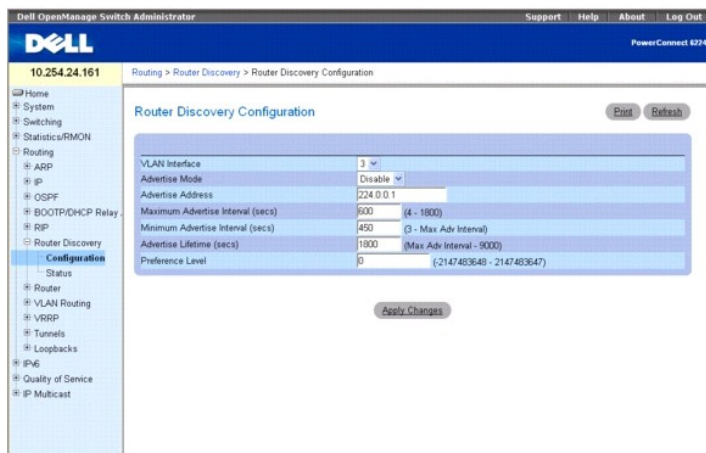 Dell OpenManage Switch Administrator
Support Help About Log Out
DELL
PowerConnect 6224
10.254.24.161
Routing > Router Discovery > Router Discovery Configuration
Home
System
Switching
Statistics/RMON
Routing
ARP
IP
OSPF
BOOTP/DHCP Relay
RIP
Router Discovery
Configuration
Status
Router
VLAN Routing
VRRP
Tunnels
Loopbacks
IPv6
Quality of Service
IP Multicast
Router Discovery Configuration
Print Refresh
VLAN Interface 3
Advertise Mode Disable
Advertise Address 224.0.0.1
Maximum Advertise Interval (secs) 600 (4 - 1800)
Minimum Advertise Interval (secs) 450 (3 - Max Adv Interval)
Advertise Lifetime (secs) 1800 (Max Adv Interval - 9000)
Preference Level 0 (-2147483648 - 2147483647)
Apply Changes